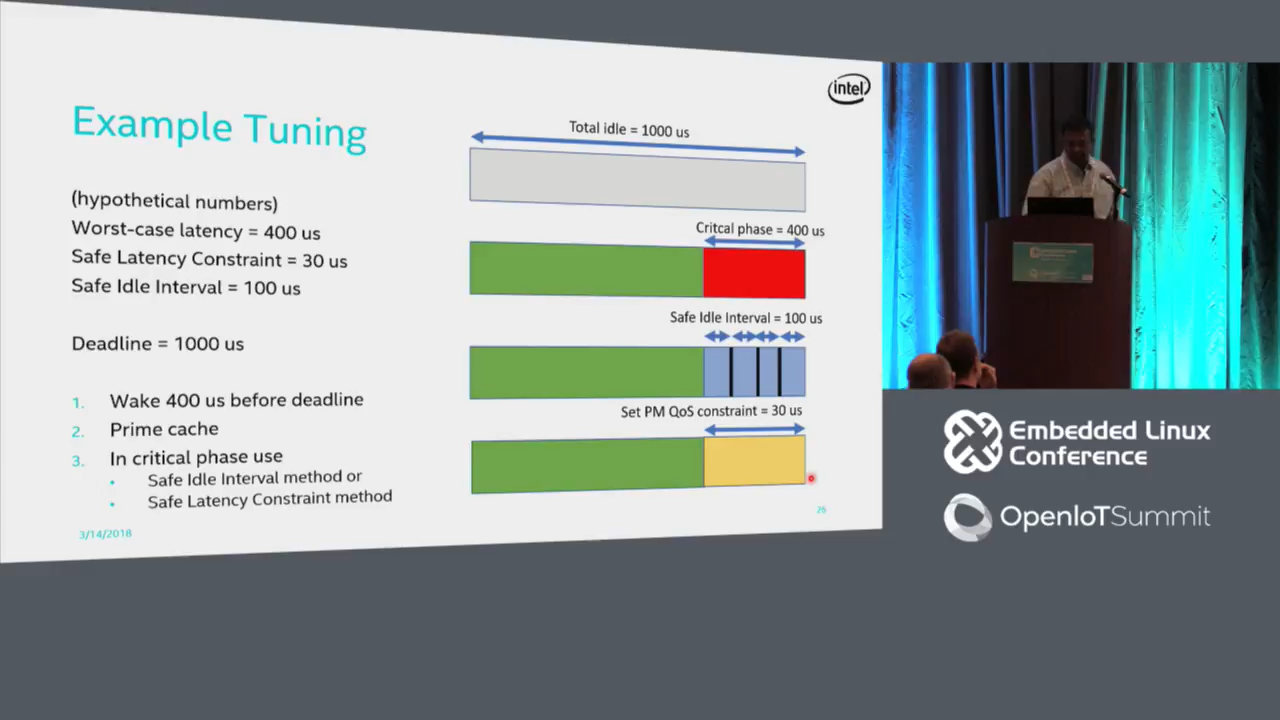 intel
Example Tuning
(hypothetical numbers)
Worst-case latency = 400 us
Safe Latency Constraint = 30 us
Safe Idle Interval = 100 us
Deadline = 1000 us
1. Wake 400 us before deadline
2. Prime cache
3. In critical phase use
• Safe Idle Interval method or
• Safe Latency Constraint method
3/14/2018
Total idle = 1000 us
Critcal phase = 400 us
Safe Idle Interval = 100 us
Set PM QoS constraint = 30 us
26
Embedded Linux
Conference
OpenIoTSummit